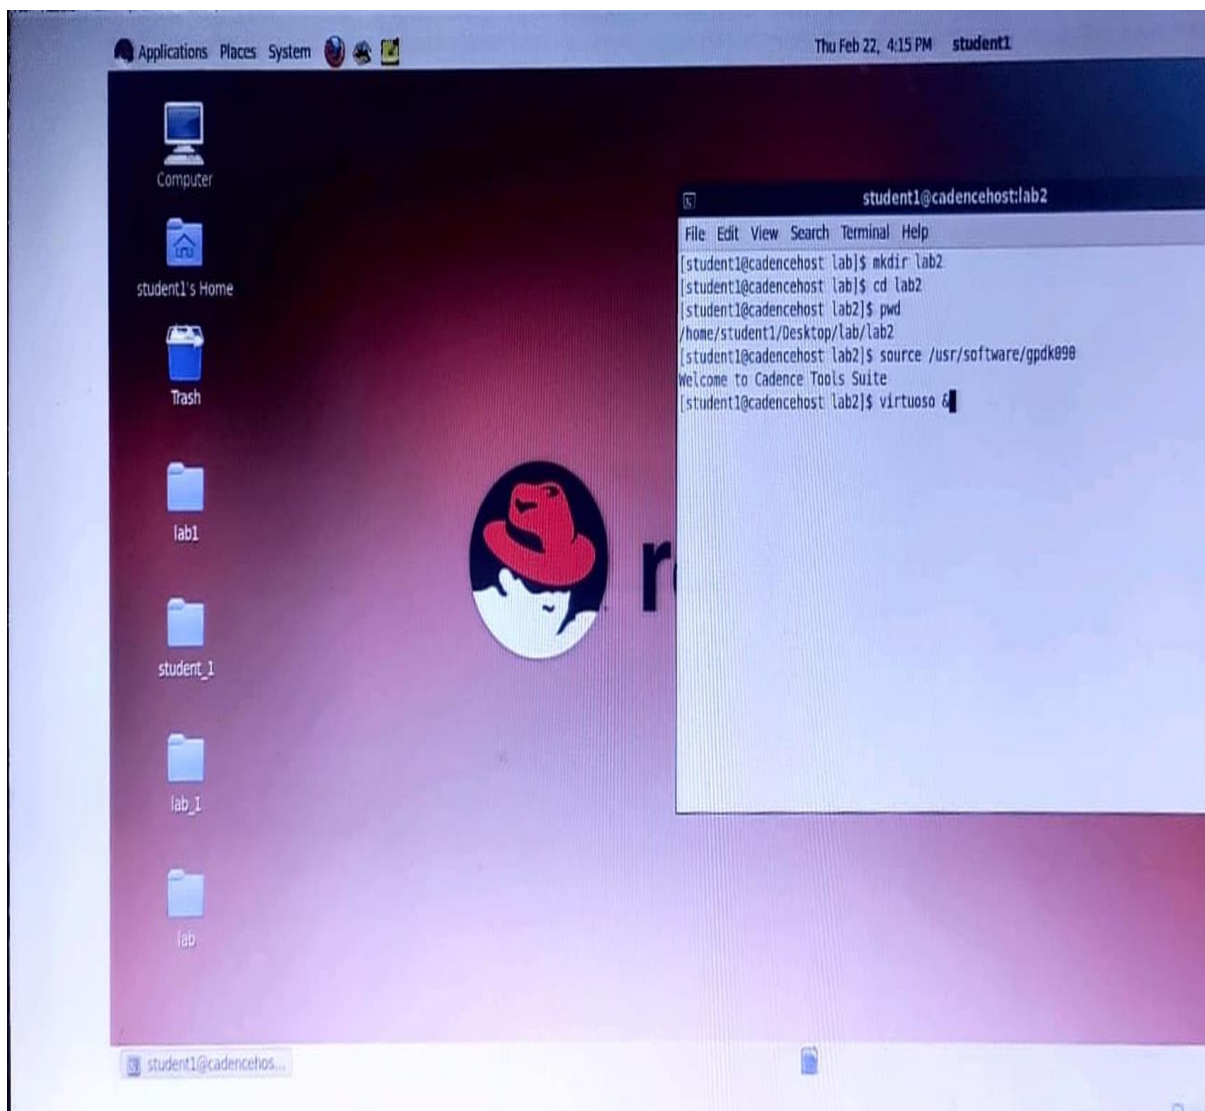 Applications Places System
Thu Feb 22, 4:15 PM student1
Computer
student1's Home
Trash
lab1
student_1
lab_1
lab
student1@cadencehost:lab2
File Edit View Search Terminal Help
[student1@cadencehost lab]$ mkdir lab2
[student1@cadencehost lab]$ cd lab2
[student1@cadencehost lab2]$ pwd
/home/student1/Desktop/lab/lab2
[student1@cadencehost lab2]$ source /usr/software/gpdk090
Welcome to Cadence Tools Suite
[student1@cadencehost lab2]$ virtuoso &
r
student1@cadencehos...